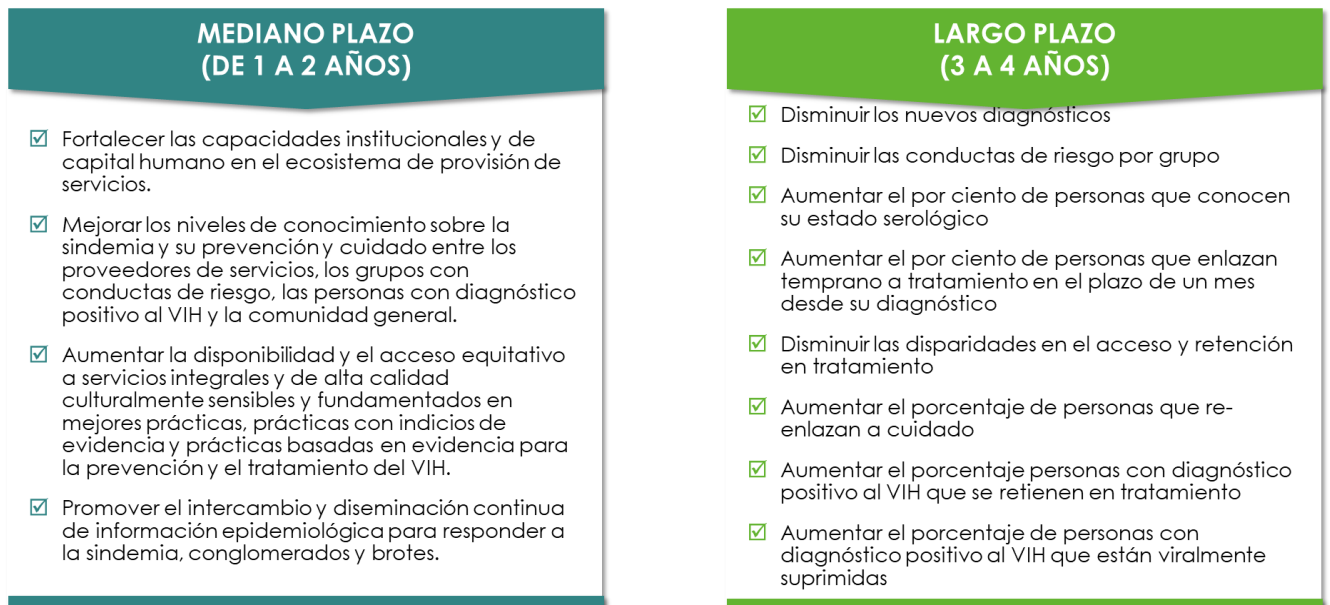 MEDIANO PLAZO
(DE 1 A 2 AÑOS)
Fortalecer las capacidades institucionales y de
capital humano en el ecosistema de provisión de
servicios.
Mejorar los niveles de conocimiento sobre la
sindemia y su prevención y cuidado entre los
proveedores de servicios, los grupos con
conductas de riesgo, las personas con diagnóstico
positivo al VIH y la comunidad general.
Aumentar la disponibilidad y el acceso equitativo
a servicios integrales y de alta calidad
culturalmente sensibles y fundamentados en
mejores prácticas, prácticas con indicios de
evidencia y prácticas basadas en evidencia para
la prevención y el tratamiento del VIH.
Promover el intercambio y diseminación continua
de información epidemiológica para responder a
la sindemia, conglomerados y brotes.
LARGO PLAZO
(3 A 4 AÑOS)
Disminuir los nuevos diagnósticos
Disminuir las conductas de riesgo por grupo
Aumentar el por ciento de personas que conocen
su estado serológico
Aumentar el por ciento de personas que enlazan
temprano a tratamiento en el plazo de un mes
desde su diagnóstico
Disminuir las disparidades en el acceso y retención
en tratamiento
Aumentar el porcentaje de personas que re-
enlazan a cuidado
Aumentar el porcentaje personas con diagnóstico
positivo al VIH que se retienen en tratamiento
Aumentar el porcentaje de personas con
diagnóstico positivo al VIH que están viralmente
suprimidas